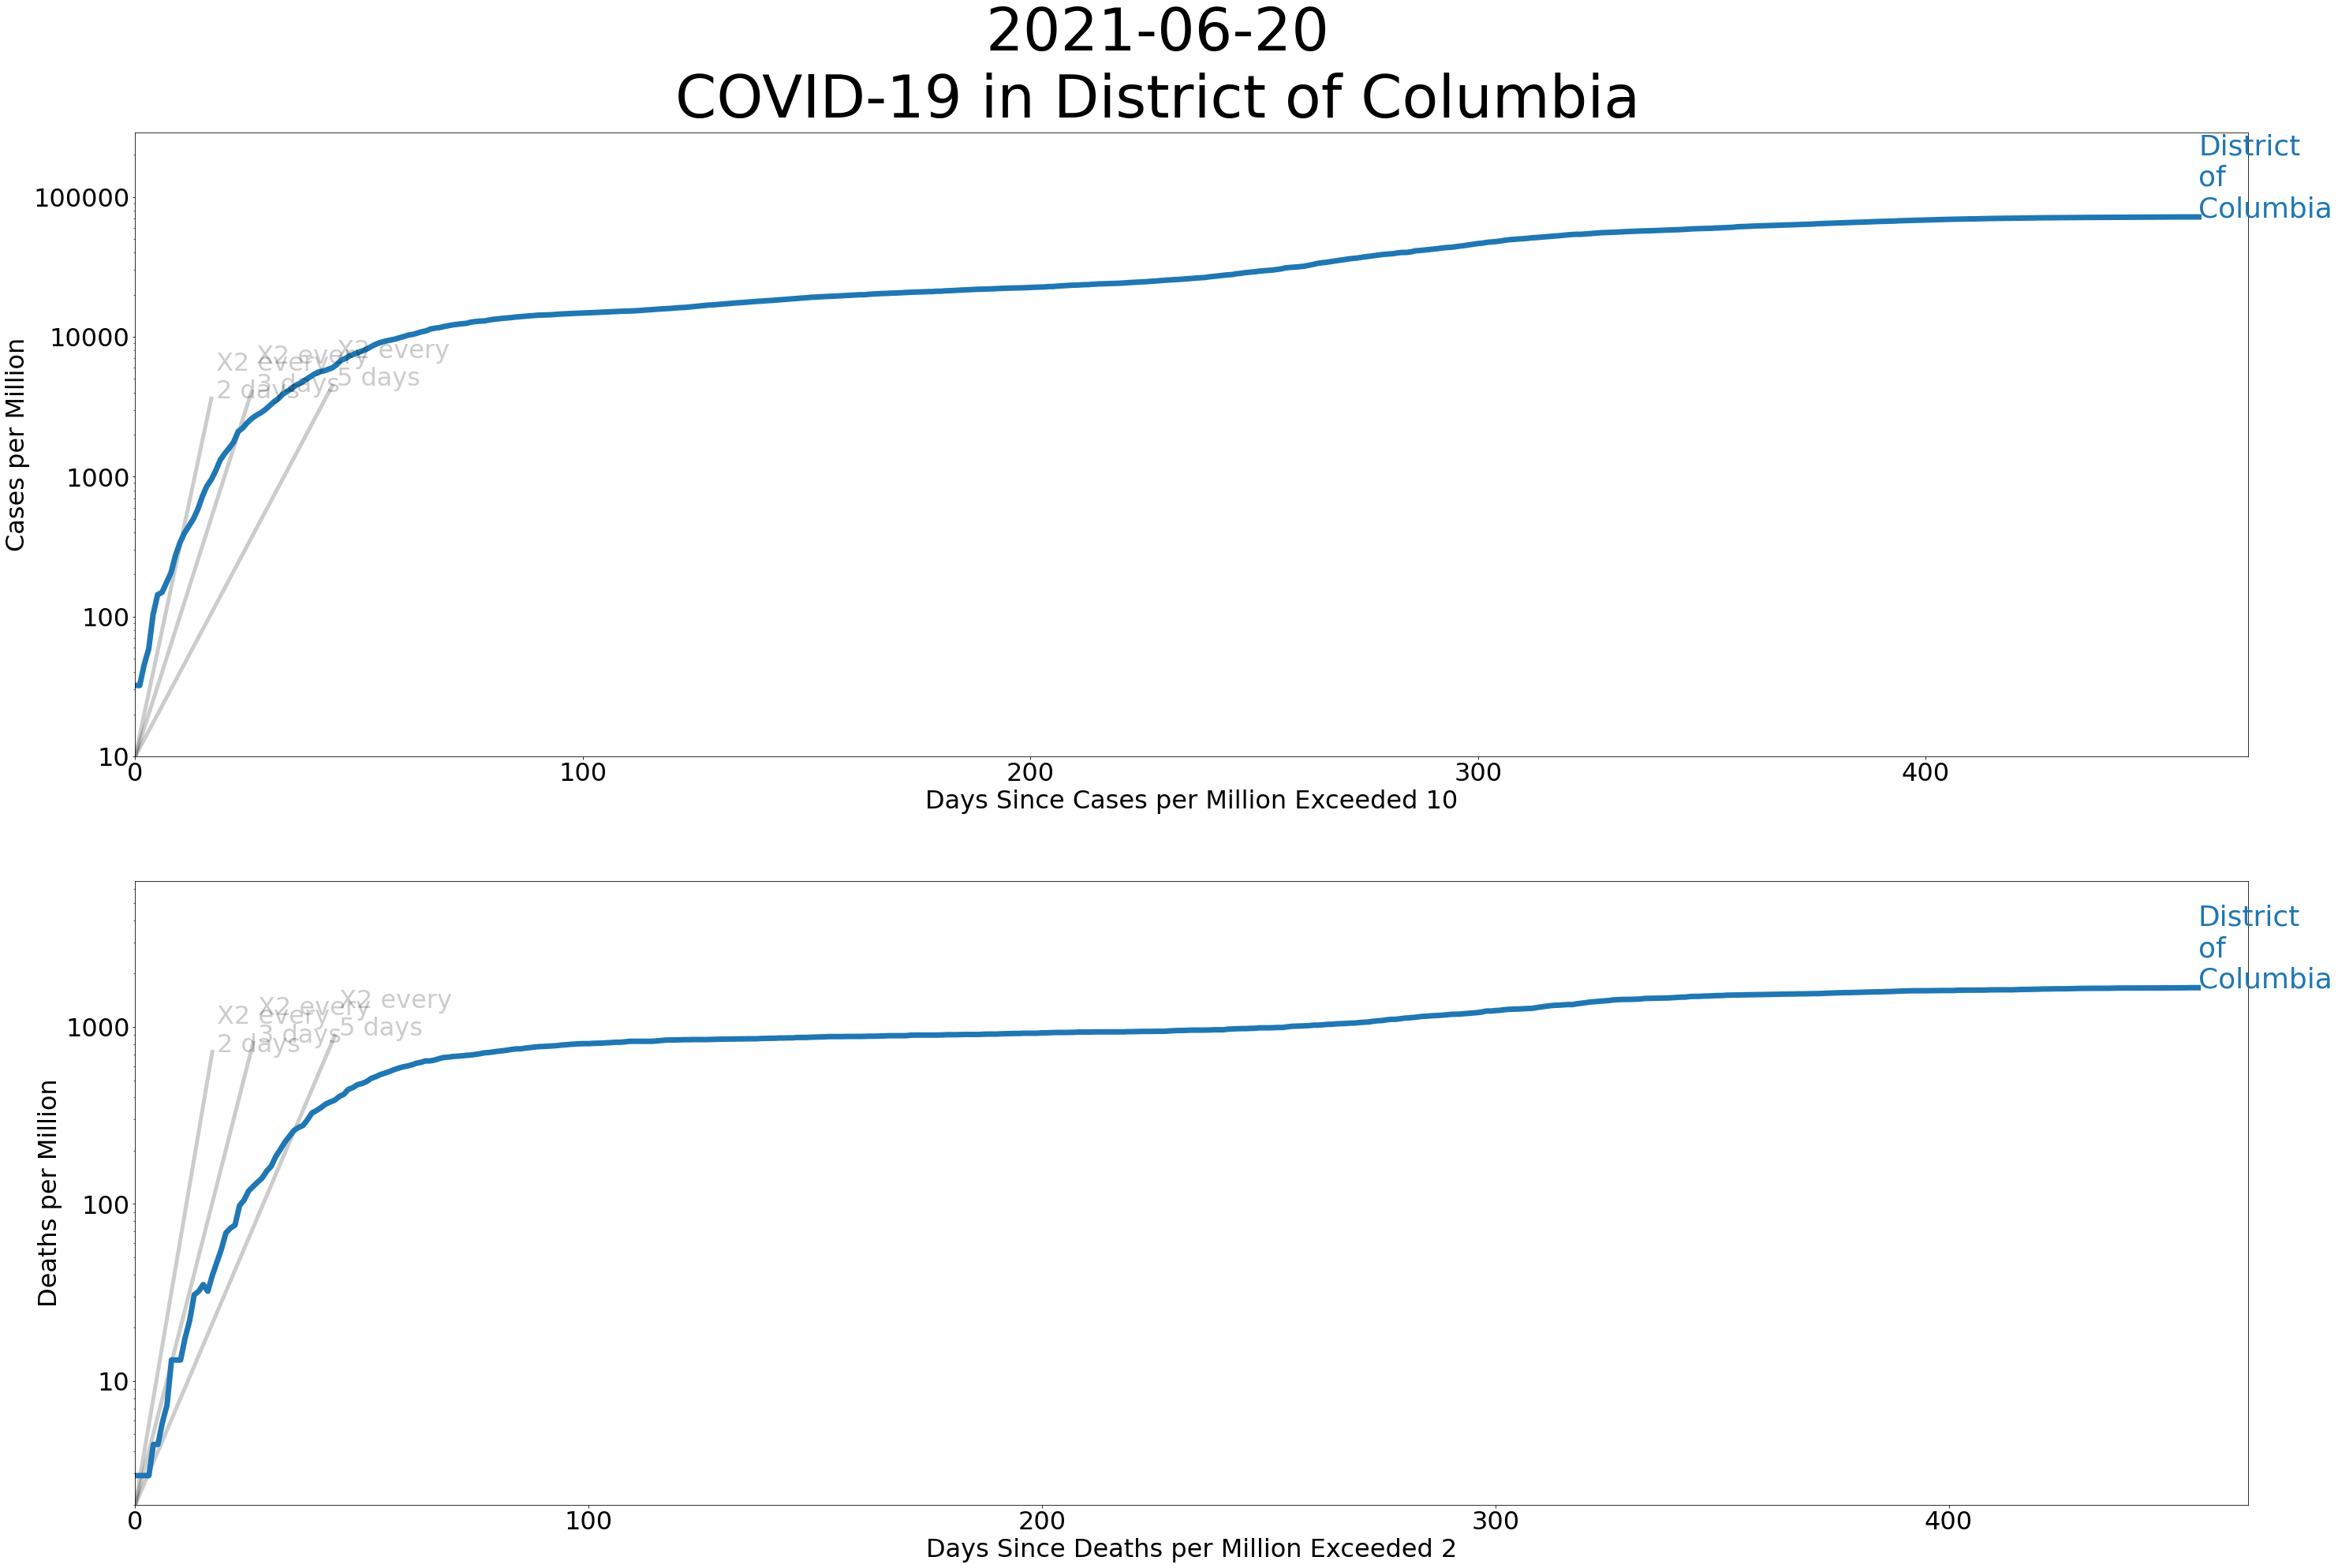 2021-06-20
COVID-19 in District of Columbia
District
of
Columbia
100000
10000
1000
100
10
Cases per Million
X2 every
2 days
X2 every
3 days
X2 every
5 days
0
100
200
300
400
Days Since Cases per Million Exceeded 10
District
of
Columbia
1000
100
10
Deaths per Million
X2 every
2 days
X2 every
3 days
X2 every
5 days
0
100
200
300
400
Days Since Deaths per Million Exceeded 2